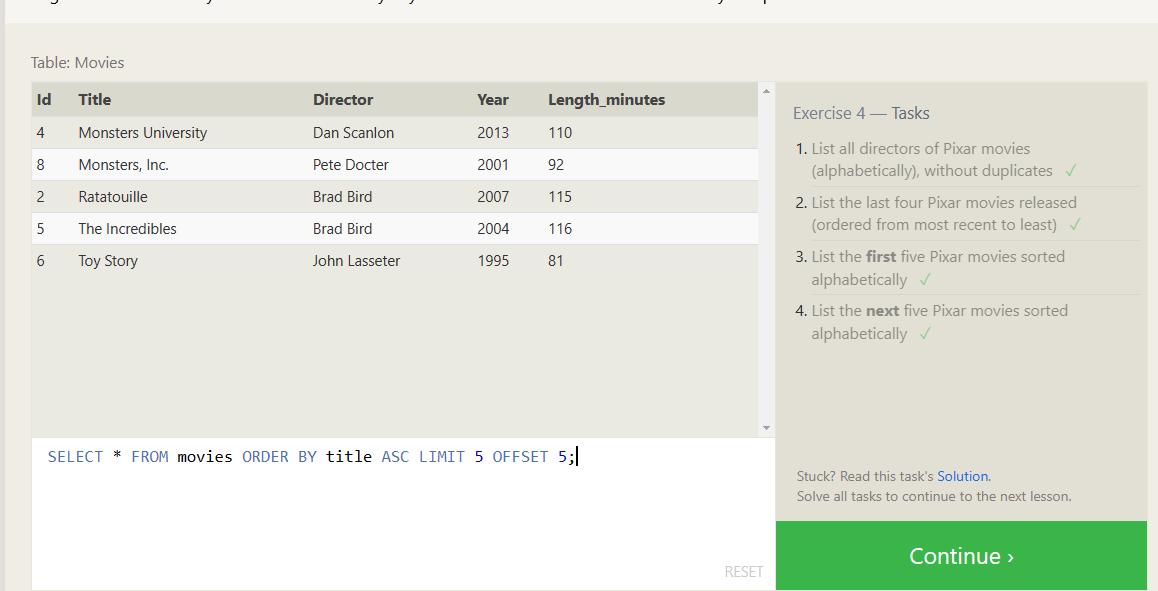 Table: Movies
Id Title Director Year Length_minutes
4 Monsters University Dan Scanlon 2013 110
8 Monsters, Inc. Pete Docter 2001 92
2 Ratatouille Brad Bird 2007 115
5 The Incredibles Brad Bird 2004 116
6 Toy Story John Lasseter 1995 81
SELECT * FROM movies ORDER BY title ASC LIMIT 5 OFFSET 5;
RESET
Exercise 4 — Tasks
1. List all directors of Pixar movies
(alphabetically), without duplicates ✓
2. List the last four Pixar movies released
(ordered from most recent to least) ✓
3. List the first five Pixar movies sorted
alphabetically ✓
4. List the next five Pixar movies sorted
alphabetically ✓
Stuck? Read this task's Solution.
Solve all tasks to continue to the next lesson.
Continue ›